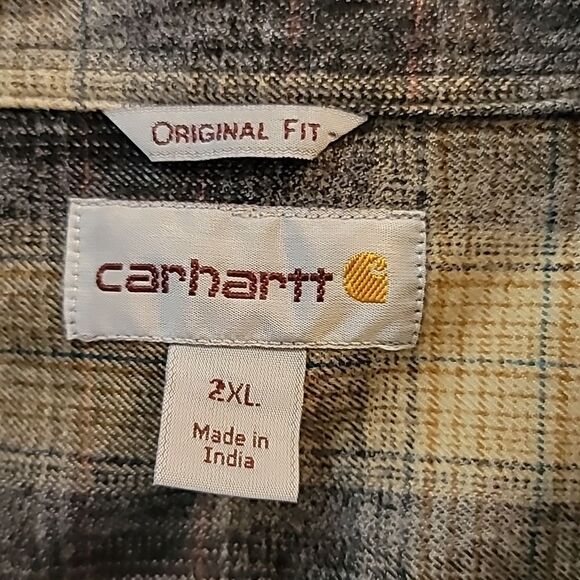 ORIGINAL FIT
carhartt
2XL
Made in
India